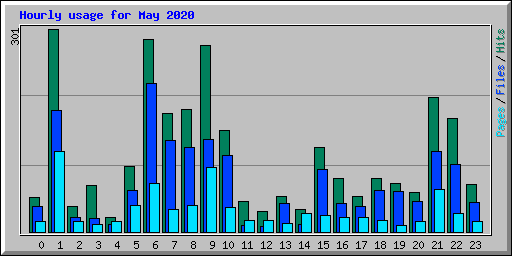 Hourly usage for May 2020
301
Pages/Files/Hits
0 1 2 3 4 5 6 7 8 9 10 11 12 13 14 15 16 17 18 19 20 21 22 23